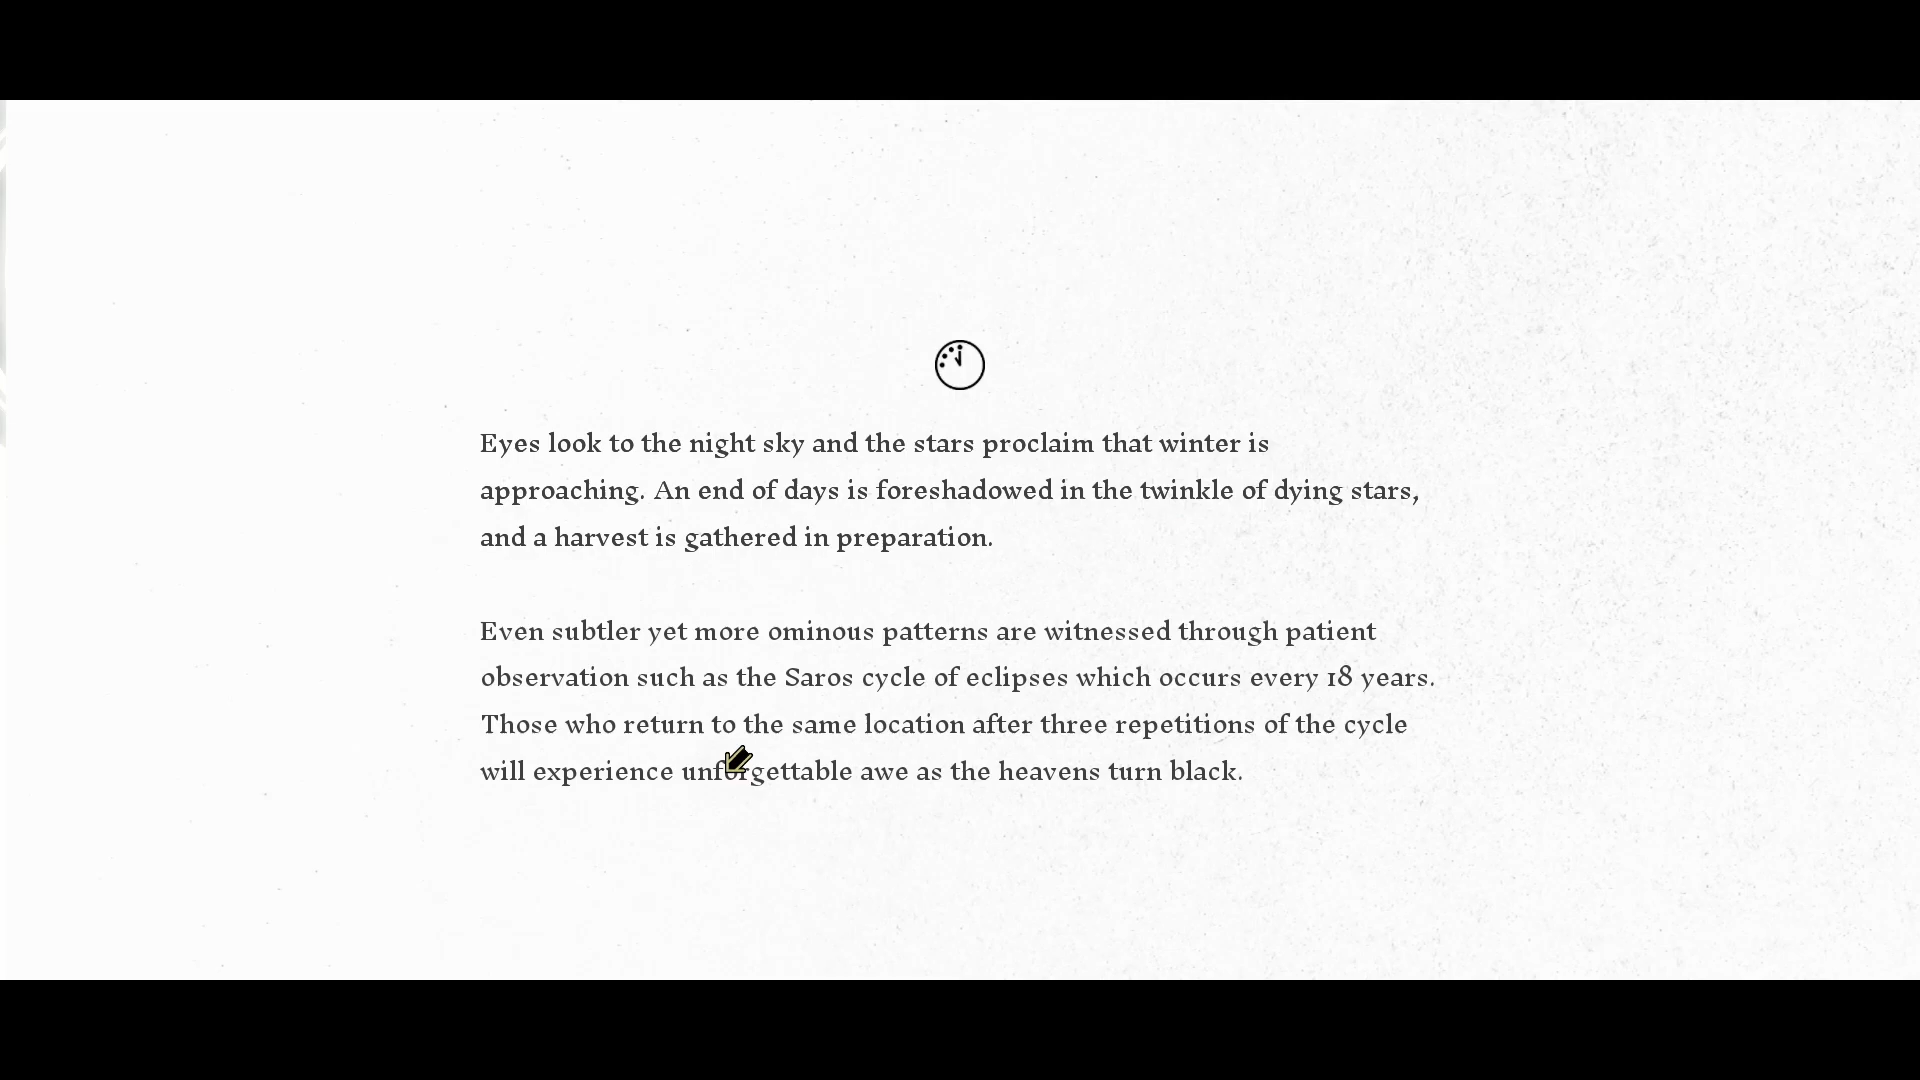 Eyes look to the night sky and the stars proclaim that winter is
approaching. An end of days is foreshadowed in the twinkle of dying stars,
and a harvest is gathered in preparation.
Even subtler yet more ominous patterns are witnessed through patient
observation such as the Saros cycle of eclipses which occurs every 18 years.
Those who return to the same location after three repetitions of the cycle
will experience unforgettable awe as the heavens turn black.